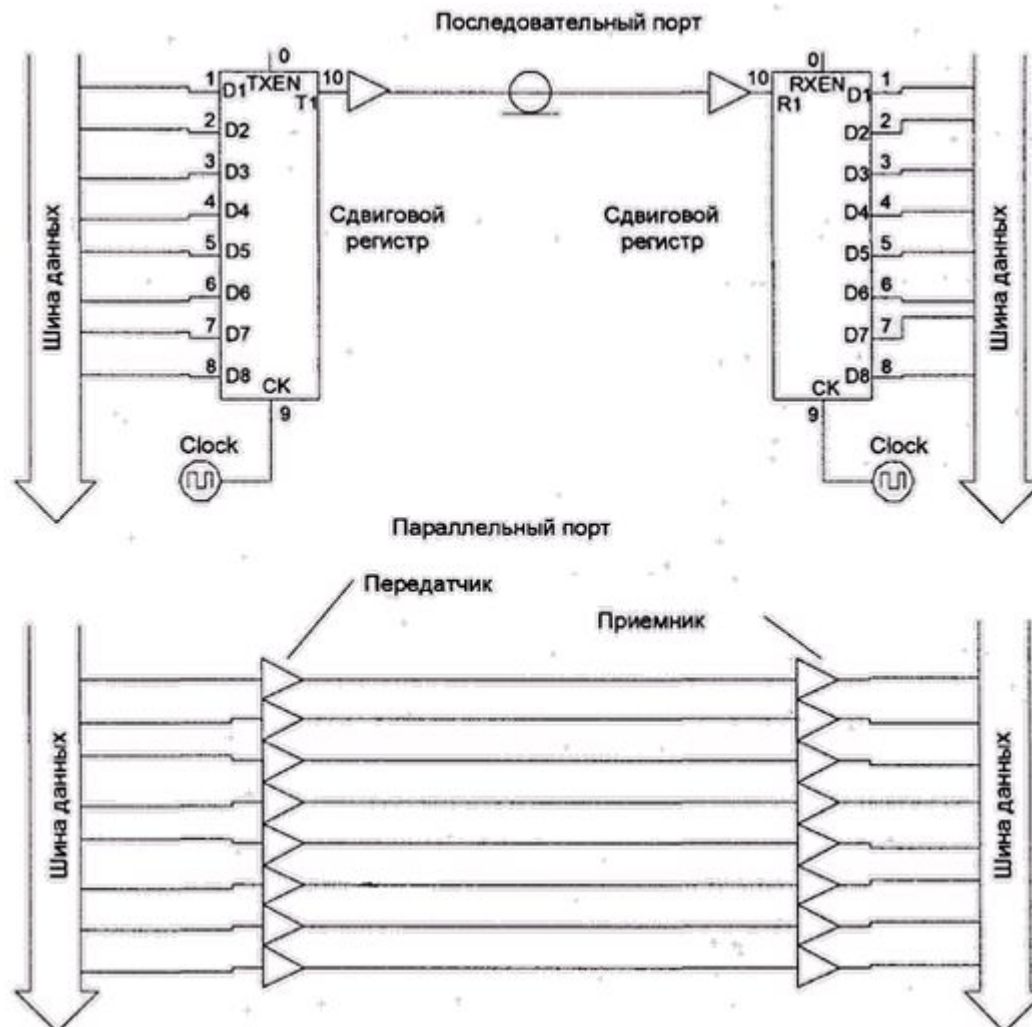 Последовательный порт
0
0
1
TXEN
10
10
RXEN
1
D1
T1
R1
D1
2
D2
2
D2
3
D3
3
D3
4
D4
Сдвиговой
регистр
Сдвиговой
регистр
4
D4
5
D5
5
D5
6
D6
6
D6
7
D7
7
D7
8
D8
8
D8
CK
CK
9
9
Clock
Clock
Шина данных
Шина данных
Параллельный порт
Передатчик
Приемник
Шина данных
Шина данных